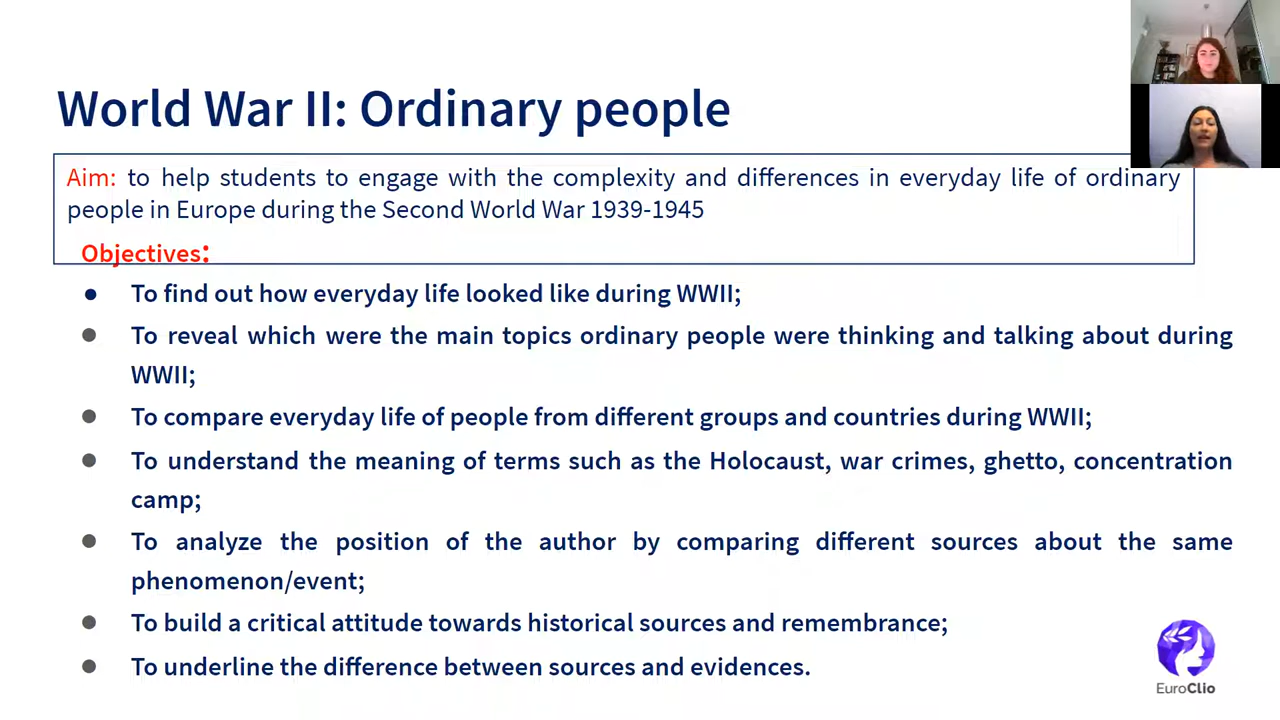 World War II: Ordinary people
Aim: to help students to engage with the complexity and differences in everyday life of ordinary
people in Europe during the Second World War 1939-1945
Objectives:
● To find out how everyday life looked like during WWII;
● To reveal which were the main topics ordinary people were thinking and talking about during
WWII;
● To compare everyday life of people from different groups and countries during WWII;
● To understand the meaning of terms such as the Holocaust, war crimes, ghetto, concentration
camp;
● To analyze the position of the author by comparing different sources about the same
phenomenon/event;
● To build a critical attitude towards historical sources and remembrance;
● To underline the difference between sources and evidences.
EuroClio